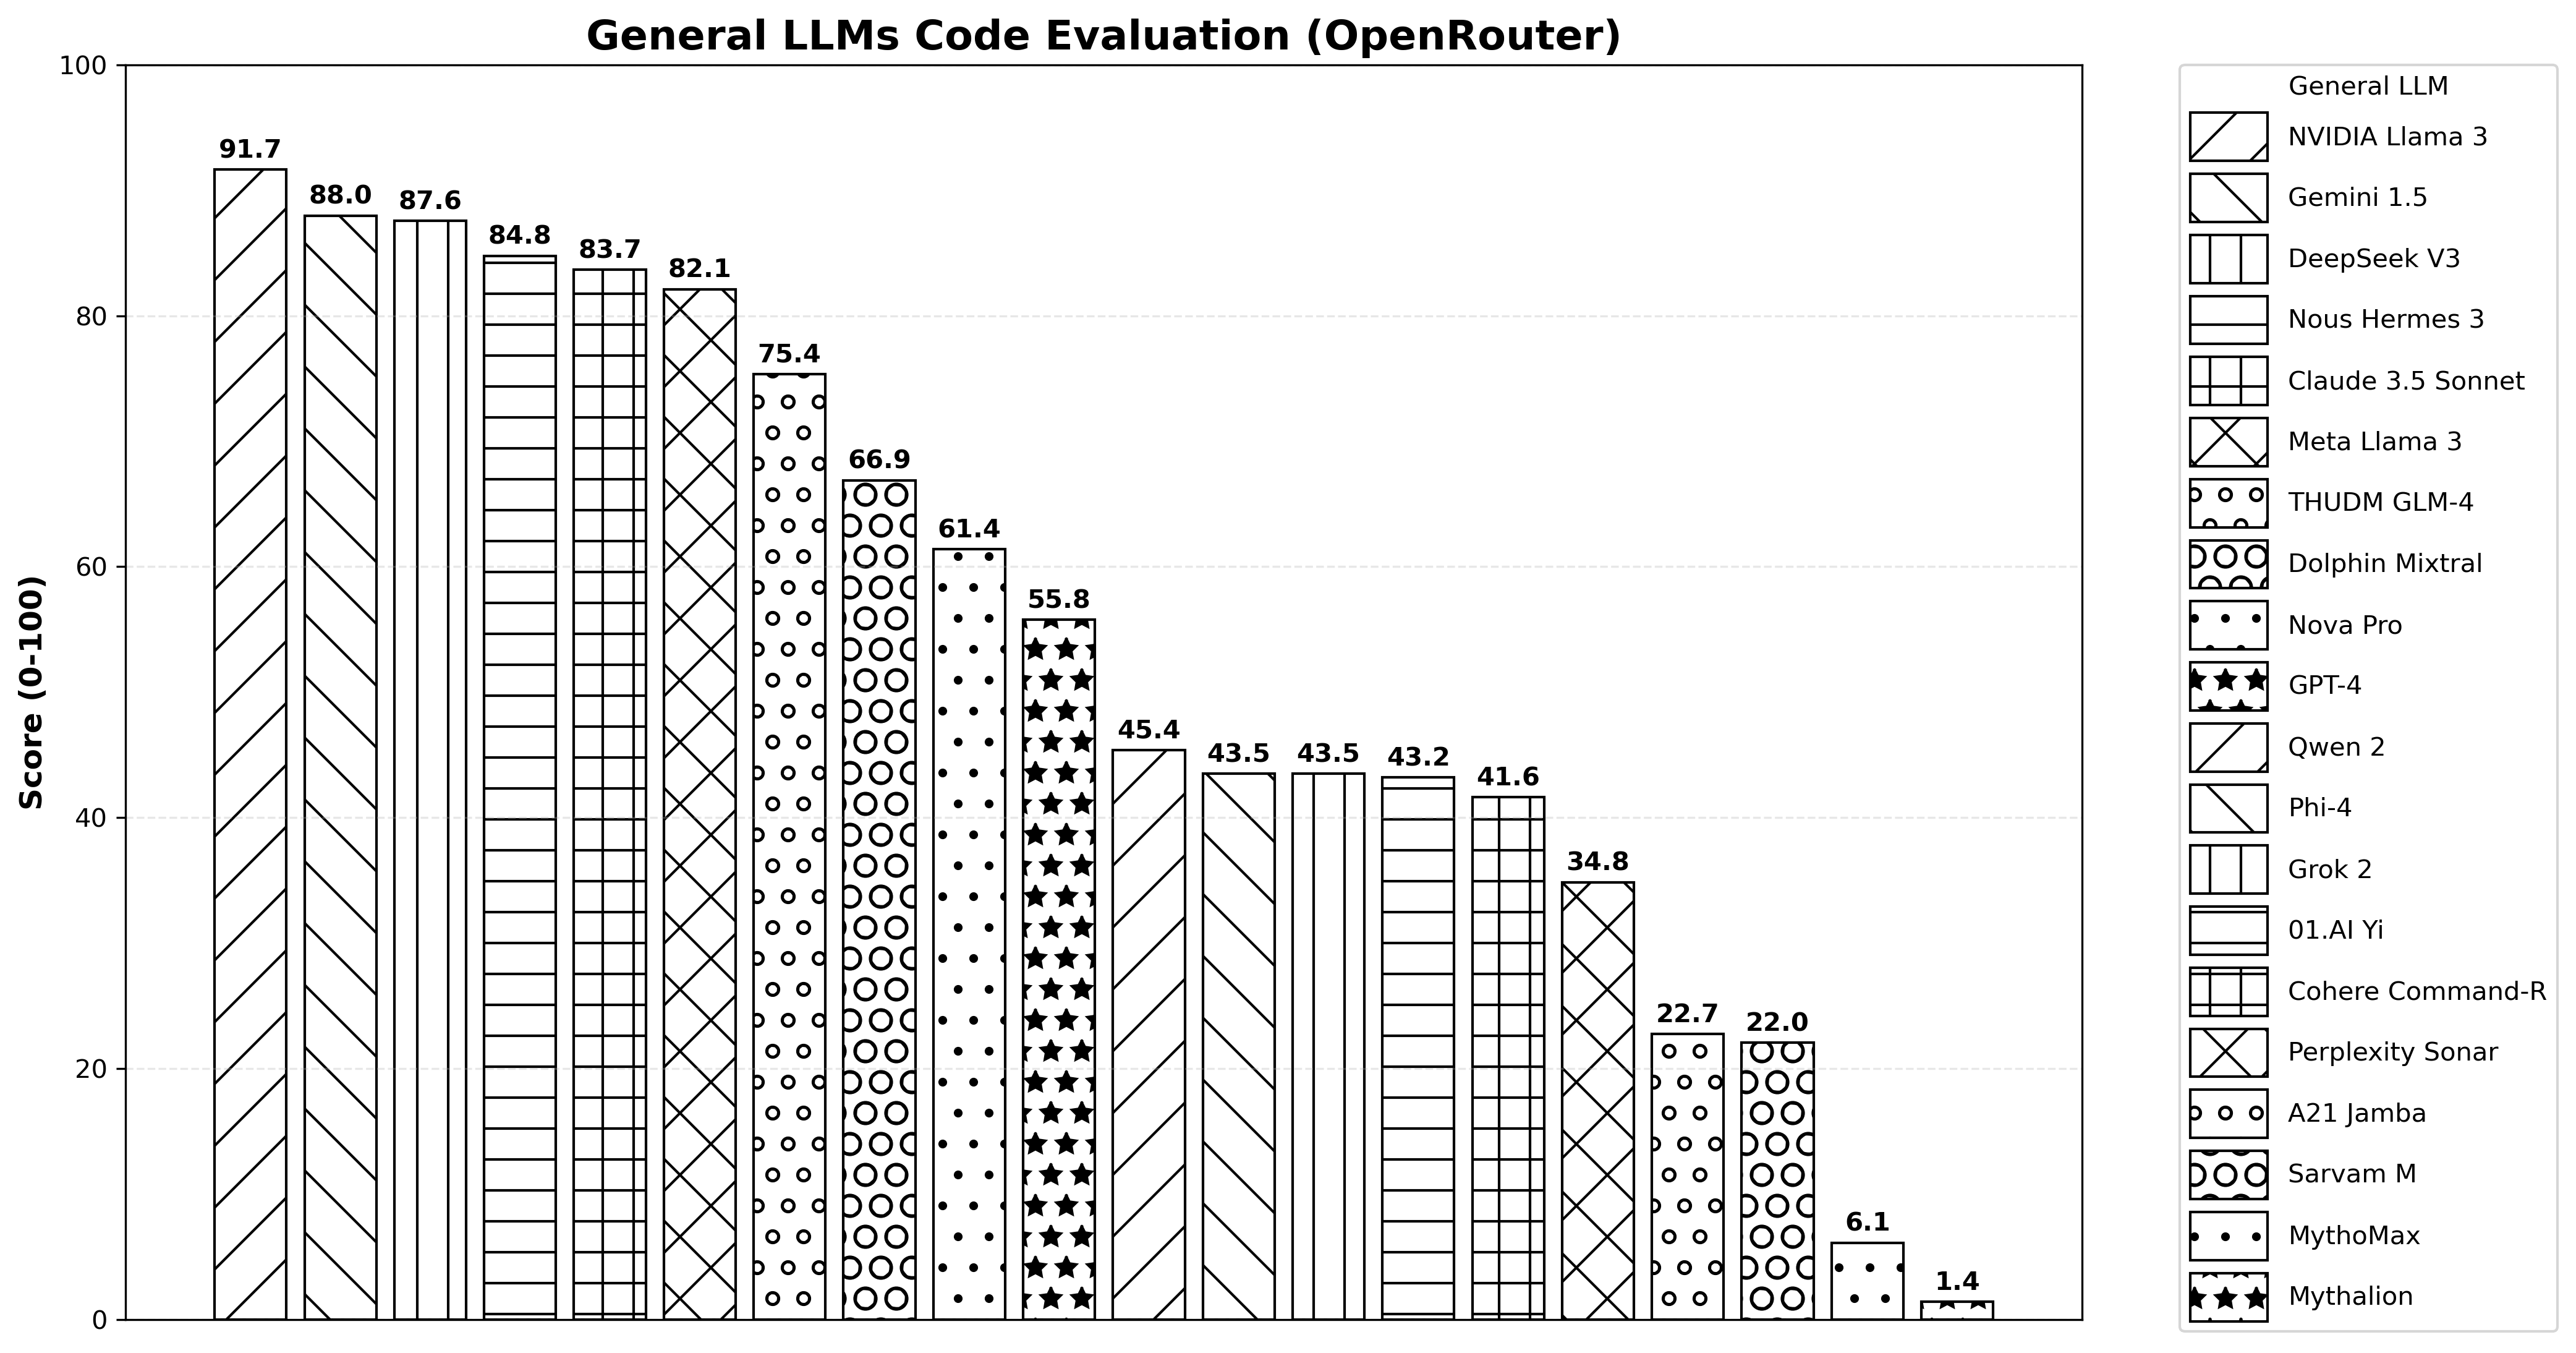 General LLMs Code Evaluation (OpenRouter)
Score (0-100)
100
80
60
40
20
0
91.7
88.0
87.6
84.8
83.7
82.1
75.4
66.9
61.4
55.8
45.4
43.5
43.5
43.2
41.6
34.8
22.7
22.0
6.1
1.4
General LLM
NVIDIA Llama 3
Gemini 1.5
DeepSeek V3
Nous Hermes 3
Claude 3.5 Sonnet
Meta Llama 3
THUDM GLM-4
Dolphin Mixtral
Nova Pro
GPT-4
Qwen 2
Phi-4
Grok 2
01.AI Yi
Cohere Command-R
Perplexity Sonar
A21 Jamba
Sarvam M
MythoMax
Mythalion